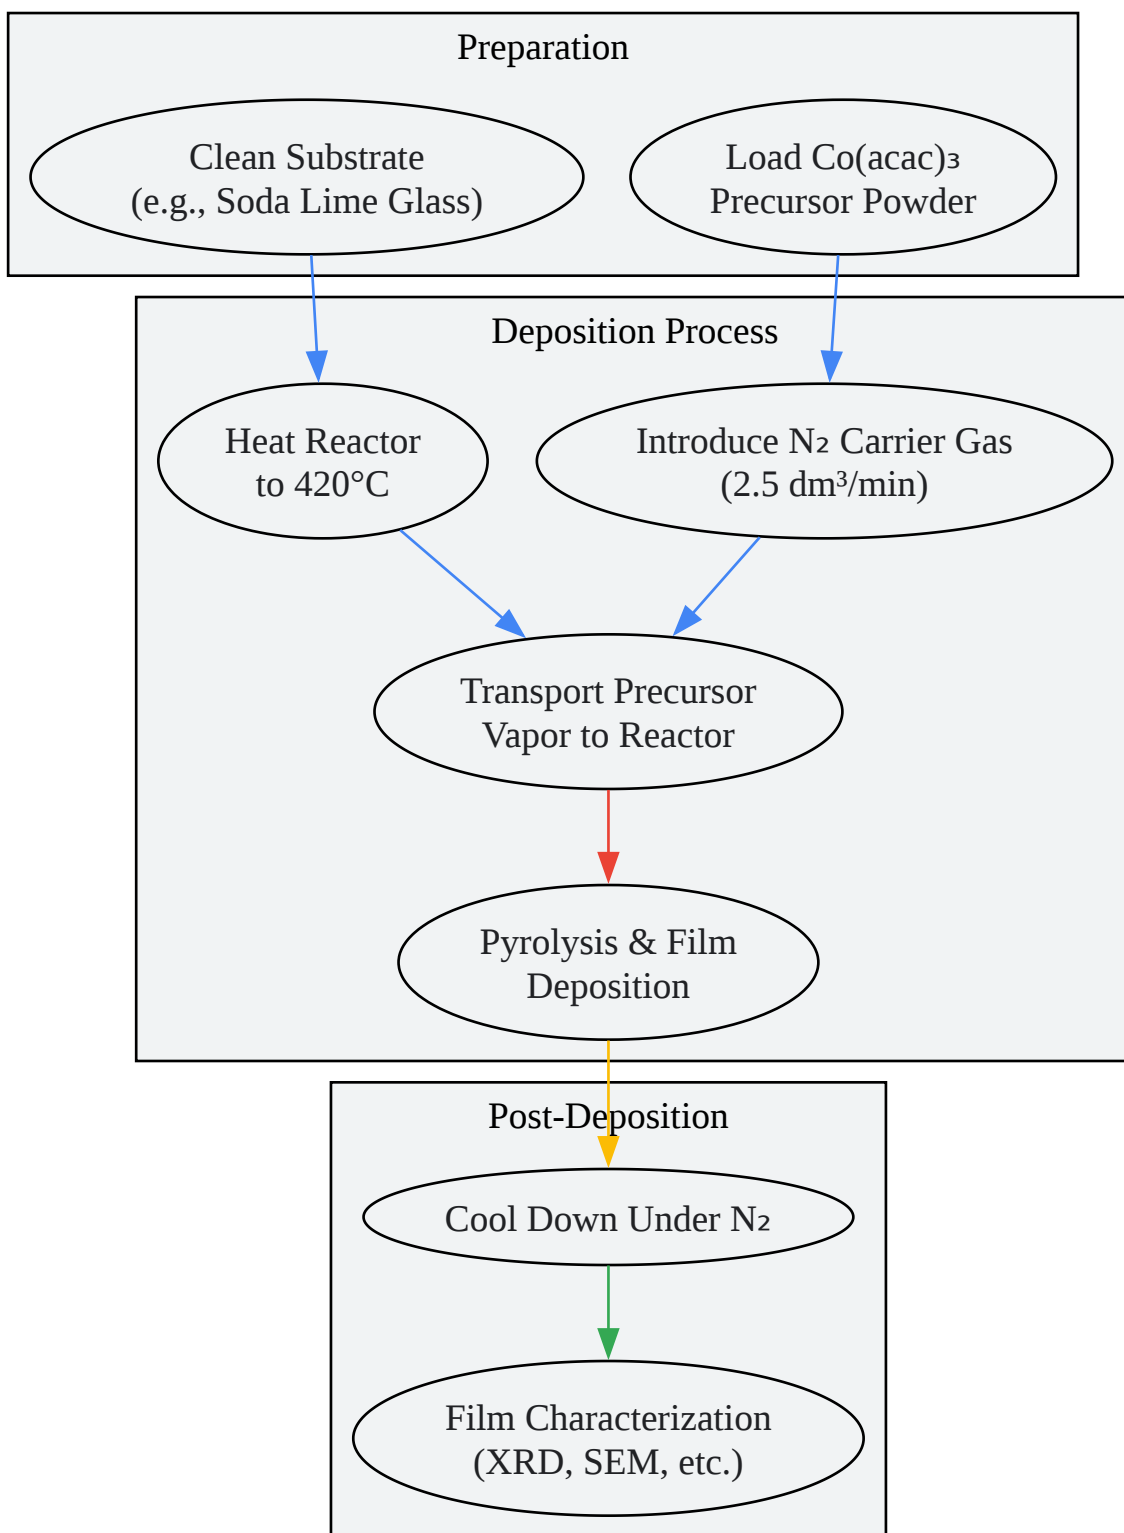 Preparation
Clean Substrate
(e.g., Soda Lime Glass)
Load Co(acac)₃
Precursor Powder
Deposition Process
Heat Reactor
to 420°C
Introduce N₂ Carrier Gas
(2.5 dm³/min)
Transport Precursor
Vapor to Reactor
Pyrolysis & Film
Deposition
Post-Deposition
Cool Down Under N₂
Film Characterization
(XRD, SEM, etc.)